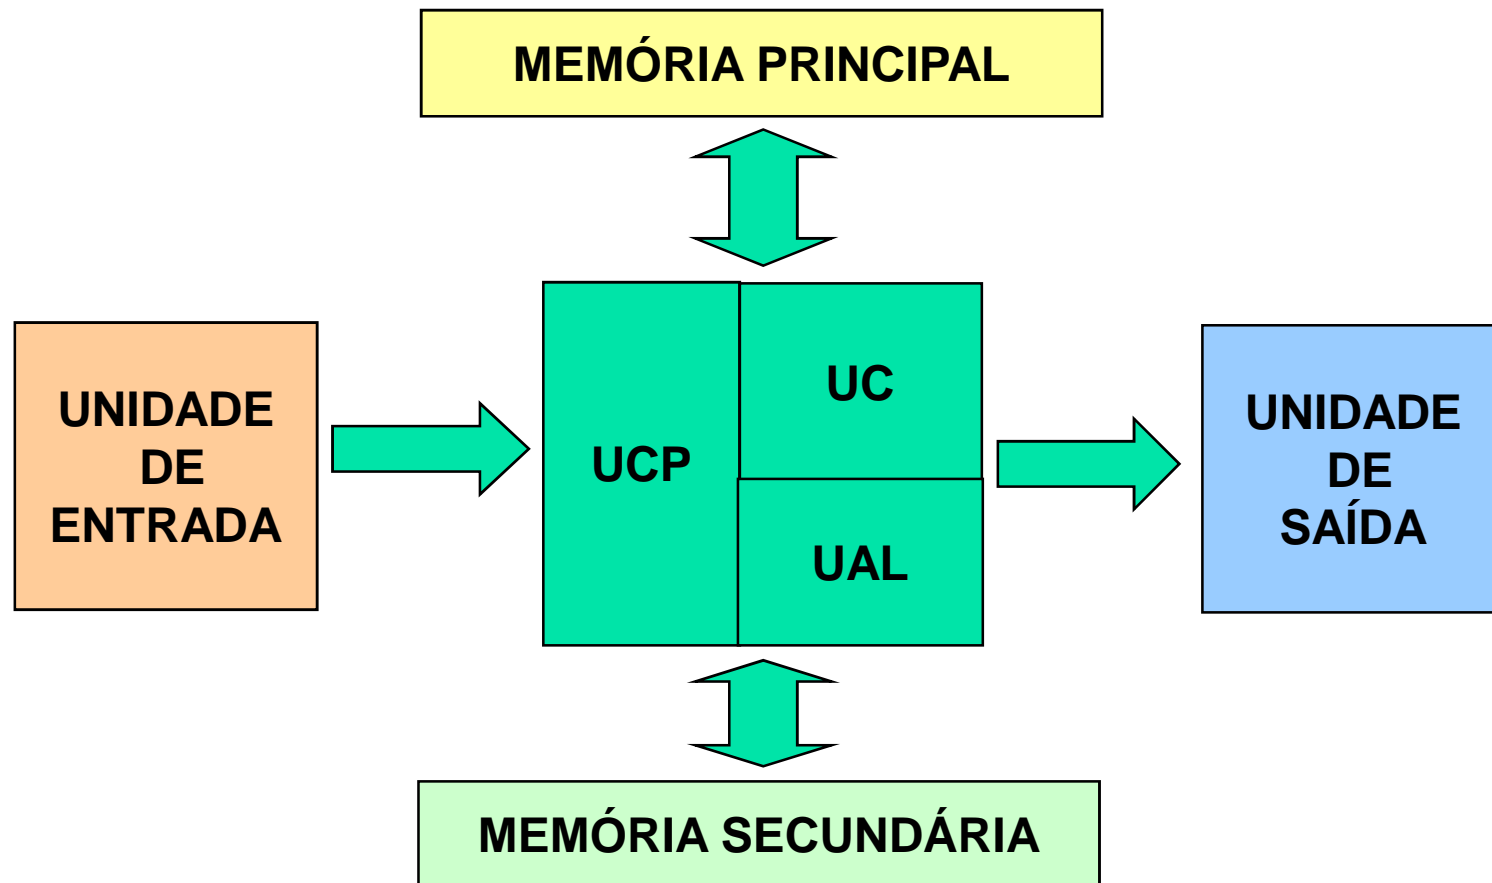 MEMÓRIA PRINCIPAL
UNIDADE
DE
ENTRADA
UCP
UC
UAL
UNIDADE
DE
SAÍDA
MEMÓRIA SECUNDÁRIA